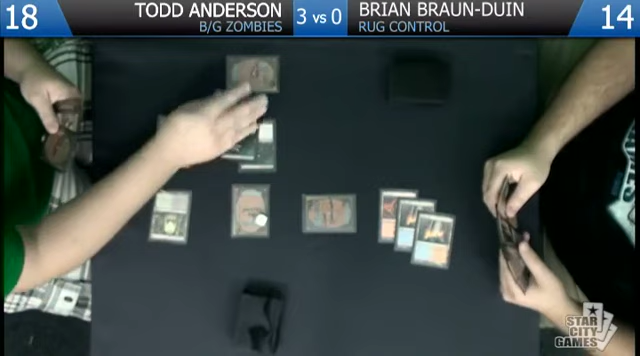 18
TODD ANDERSON
B/G ZOMBIES
3 vs 0
BRIAN BRAUN-DUIN
RUG CONTROL
14
STAR
CITY
GAMES